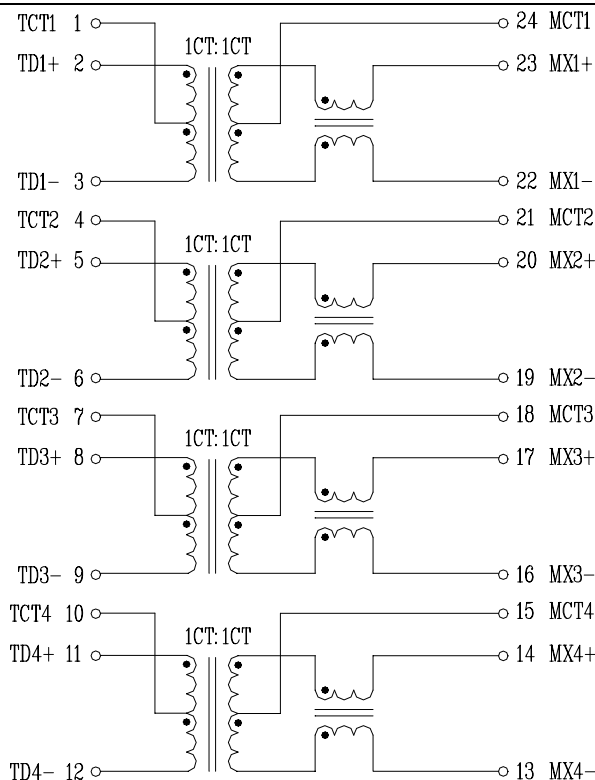 TCT1 1 24 MCT1
1CT:1CT
TD1+ 2 23 MX1+
TD1- 3 22 MX1-
TCT2 4 21 MCT2
1CT:1CT
TD2+ 5 20 MX2+
TD2- 6 19 MX2-
TCT3 7 18 MCT3
1CT:1CT
TD3+ 8 17 MX3+
TD3- 9 16 MX3-
TCT4 10 15 MCT4
1CT:1CT
TD4+ 11 14 MX4+
TD4- 12 13 MX4-